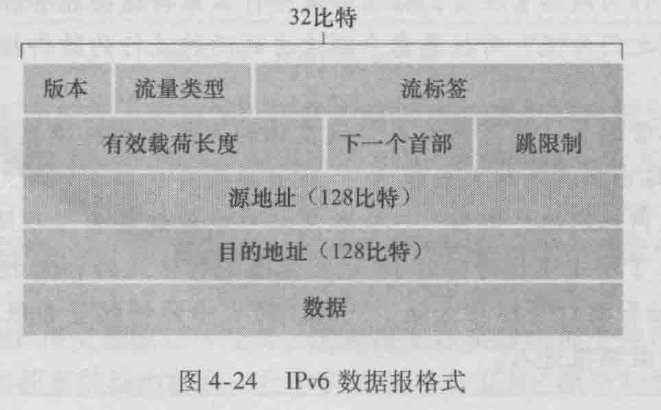 32比特
版本 流量类型 流标签
有效载荷长度 下一个首部 跳限制
源地址（128比特）
目的地址（128比特）
数据
图 4-24 IPv6 数据报格式